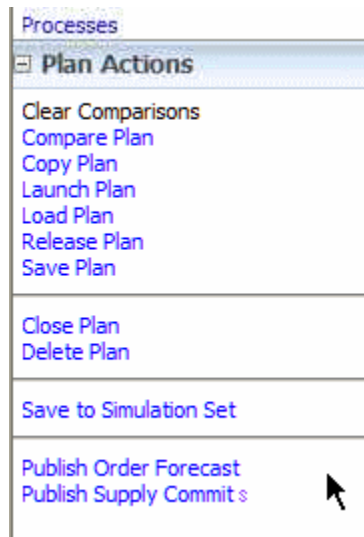 Processes
Plan Actions
Clear Comparisons
Compare Plan
Copy Plan
Launch Plan
Load Plan
Release Plan
Save Plan
Close Plan
Delete Plan
Save to Simulation Set
Publish Order Forecast
Publish Supply Commits